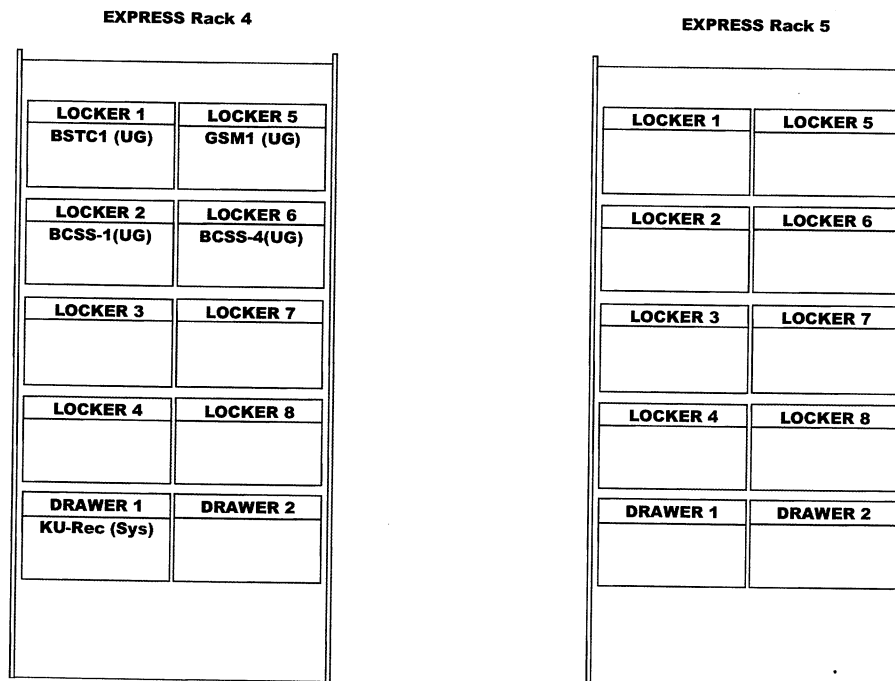 EXPRESS Rack 4
LOCKER 1
BSTC1 (UG)
LOCKER 5
GSM1 (UG)
LOCKER 2
BCSS-1(UG)
LOCKER 6
BCSS-4(UG)
LOCKER 3
LOCKER 7
LOCKER 4
LOCKER 8
DRAWER 1
KU-Rec (Sys)
DRAWER 2
EXPRESS Rack 5
LOCKER 1
LOCKER 5
LOCKER 2
LOCKER 6
LOCKER 3
LOCKER 7
LOCKER 4
LOCKER 8
DRAWER 1
DRAWER 2